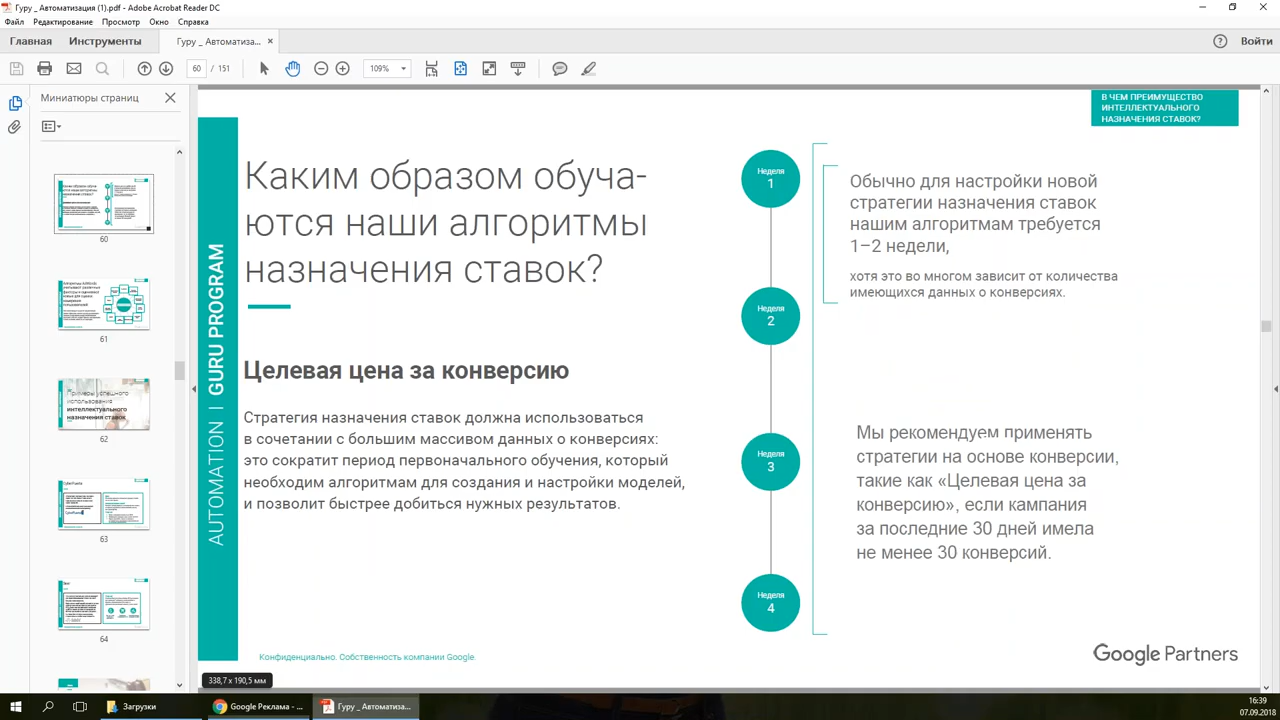 Гуру _ Автоматизация (1).pdf - Adobe Acrobat Reader DC
Файл Редактирование Просмотр Окно Справка
Главная Инструменты Гуру _ Автоматиза... × Войти
60 / 151 109%
Миниатюры страниц
60
61
62
63
64
В ЧЕМ ПРЕИМУЩЕСТВО
ИНТЕЛЛЕКТУАЛЬНОГО
НАЗНАЧЕНИЯ СТАВОК?
AUTOMATION | GURU PROGRAM
Каким образом обуча-
ются наши алгоритмы
назначения ставок?
Целевая цена за конверсию
Стратегия назначения ставок должна использоваться
в сочетании с большим массивом данных о конверсиях:
это сократит период первоначального обучения, который
необходим алгоритмам для создания и настройки моделей,
и позволит быстрее добиться нужных результатов.
Неделя
1
Неделя
2
Неделя
3
Неделя
4
Обычно для настройки новой
стратегии назначения ставок
нашим алгоритмам требуется
1–2 недели,
хотя это во многом зависит от количества
имеющихся данных о конверсиях.
Мы рекомендуем применять
стратегии на основе конверсии,
такие как «Целевая цена за
конверсию», если кампания
за последние 30 дней имела
не менее 30 конверсий.
Конфиденциально. Собственность компании Google.
Google Partners
338,7 x 190,5 мм
Загрузки
Google Реклама - ...
Гуру _ Автоматиза...
16:39
07.09.2018